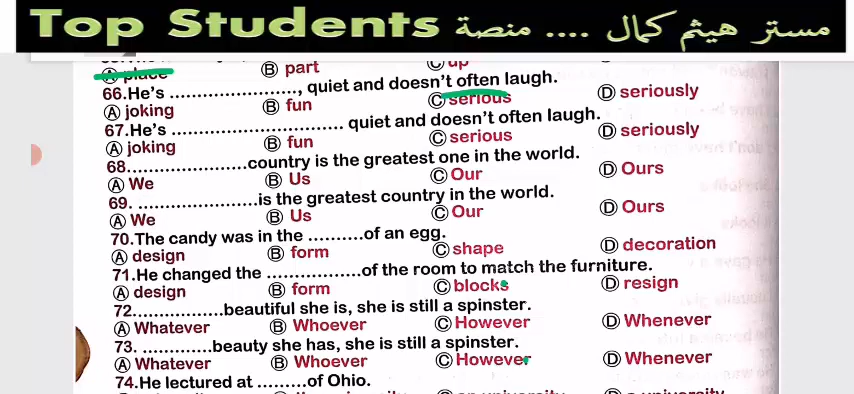 Top Students منصة .... مستر هيثم كمال
Ⓐ place Ⓑ part Ⓒ up
66.He's ........................, quiet and doesn't often laugh.
Ⓐ joking Ⓑ fun Ⓒ serious Ⓓ seriously
67.He's ................................ quiet and doesn't often laugh.
Ⓐ joking Ⓑ fun Ⓒ serious Ⓓ seriously
68......................country is the greatest one in the world.
Ⓐ We Ⓑ Us Ⓒ Our Ⓓ Ours
69. ......................is the greatest country in the world.
Ⓐ We Ⓑ Us Ⓒ Our Ⓓ Ours
70.The candy was in the ..........of an egg.
Ⓐ design Ⓑ form Ⓒ shape Ⓓ decoration
71.He changed the .................of the room to match the furniture.
Ⓐ design Ⓑ form Ⓒ blocks Ⓓ resign
72.................beautiful she is, she is still a spinster.
Ⓐ Whatever Ⓑ Whoever Ⓒ However Ⓓ Whenever
73. .............beauty she has, she is still a spinster.
Ⓐ Whatever Ⓑ Whoever Ⓒ However Ⓓ Whenever
74.He lectured at .........of Ohio.